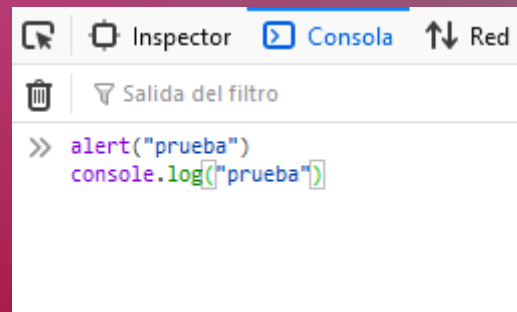 Inspector Consola Red
Salida del filtro
>> alert("prueba")
console.log("prueba")